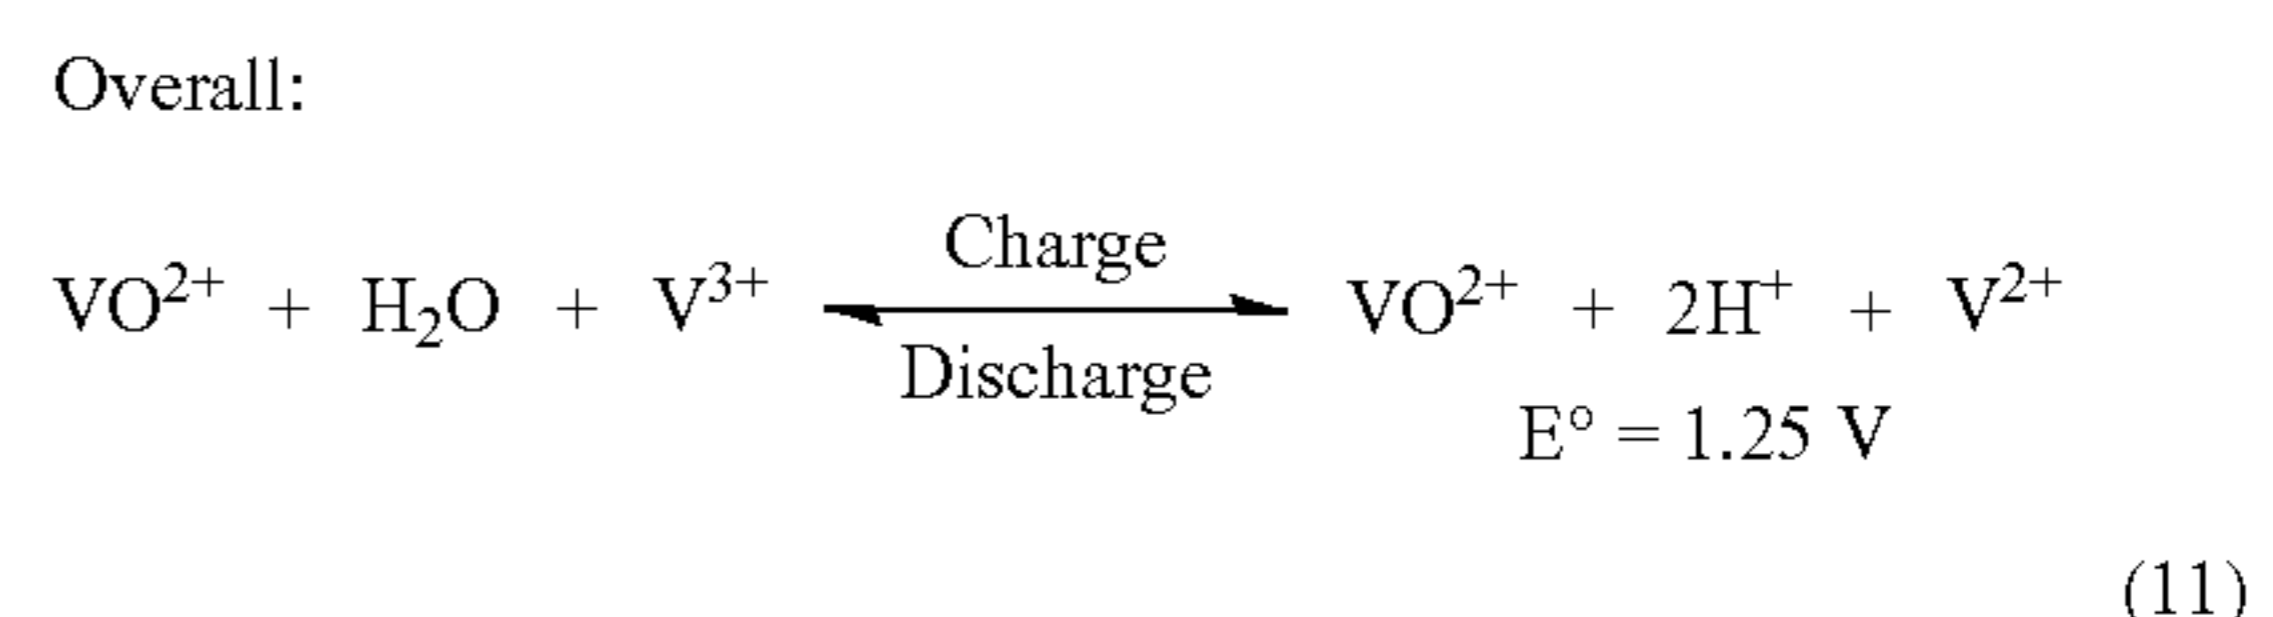 Overall:
Charge
VO²⁺ + H₂O + V³⁺ ⇌ VO²⁺ + 2H⁺ + V²⁺
Discharge
E° = 1.25 V
(11)